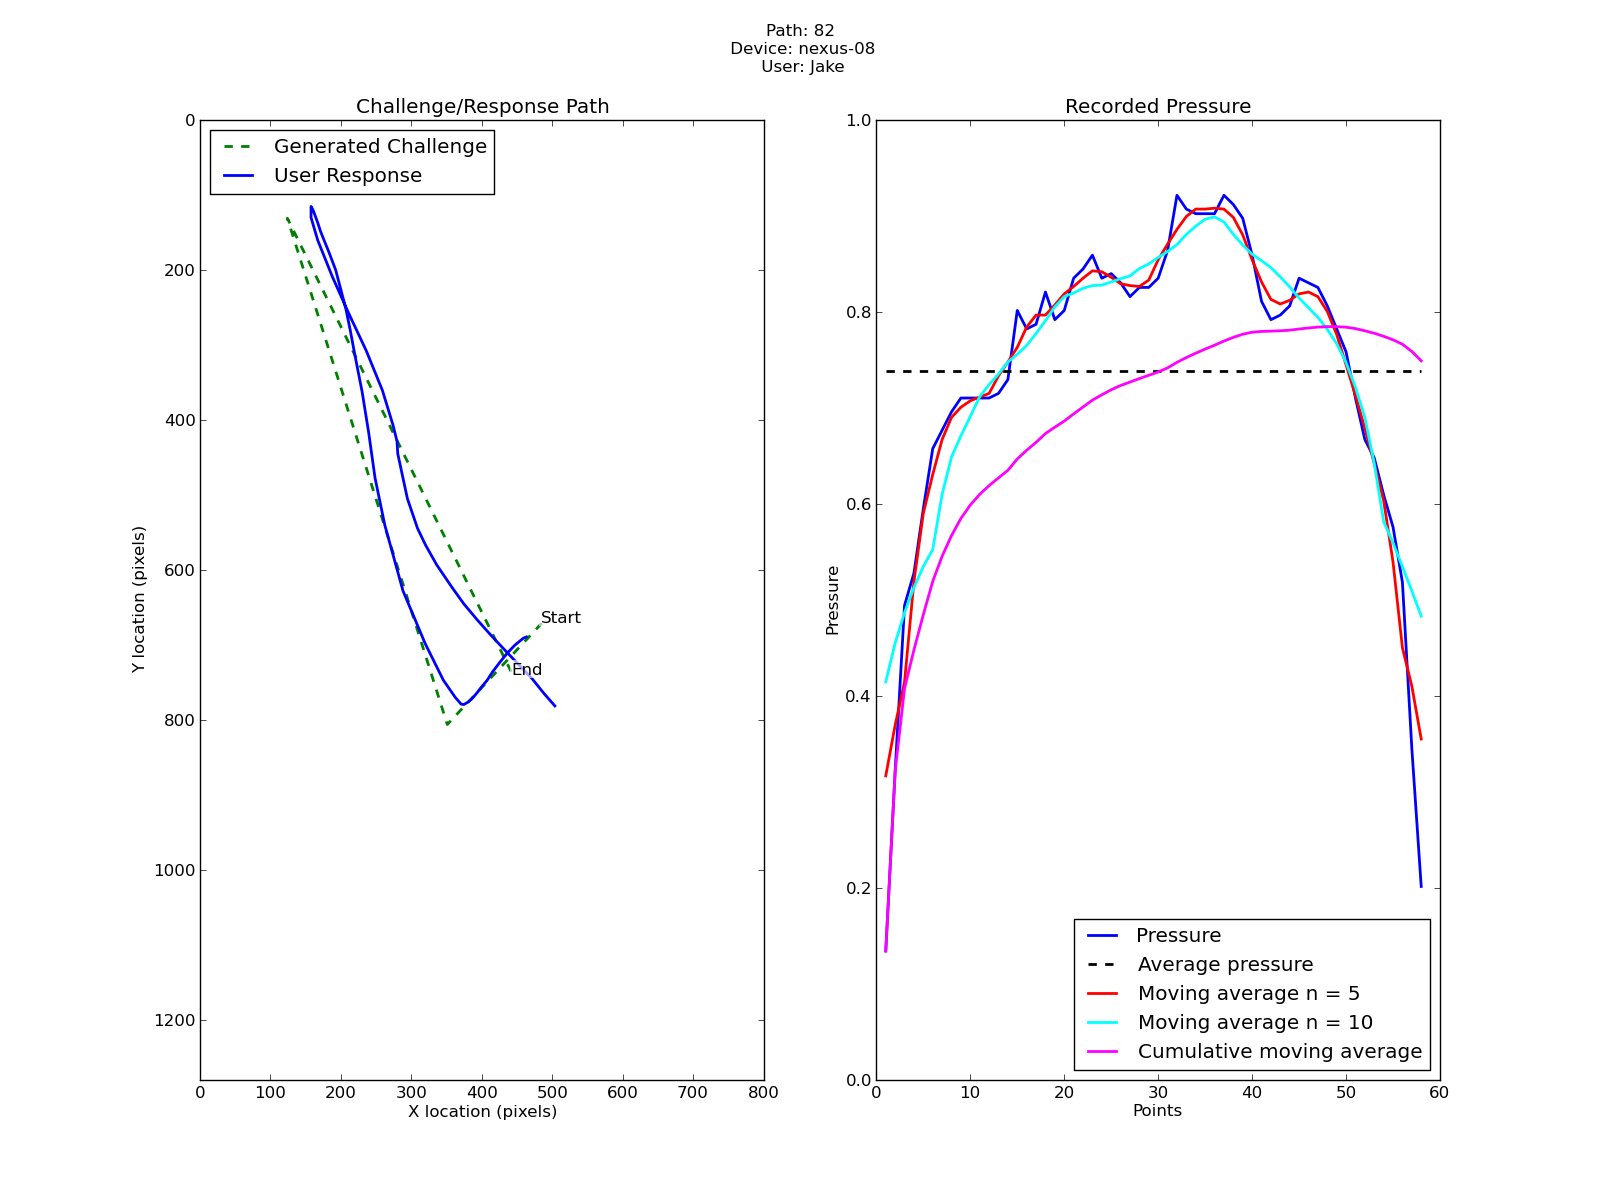 Path: 82
Device: nexus-08
User: Jake
Challenge/Response Path
Generated Challenge
User Response
0
200
400
600
800
1000
1200
Y location (pixels)
Start
End
0 100 200 300 400 500 600 700 800
X location (pixels)
Recorded Pressure
1.0
0.8
0.6
0.4
0.2
0.0
Pressure
Pressure
Average pressure
Moving average n = 5
Moving average n = 10
Cumulative moving average
0 10 20 30 40 50 60
Points